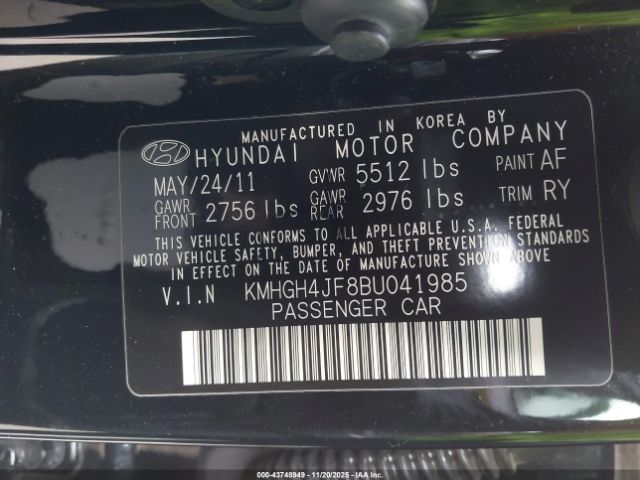 MANUFACTURED IN KOREA BY
HYUNDAI MOTOR COMPANY
MAY/24/11 GVWR 5512 lbs PAINT AF
GAWR FRONT 2756 lbs GAWR REAR 2976 lbs TRIM RY
THIS VEHICLE CONFORMS TO ALL APPLICABLE U.S.A. FEDERAL
MOTOR VEHICLE SAFETY, BUMPER, AND THEFT PREVENTION STANDARDS
IN EFFECT ON THE DATE OF MANUFACTURE SHOWN ABOVE.
V.I.N KMHGH4JF8BU041985
PASSENGER CAR
000-43748949 - 11/20/2025 - IAA Inc.